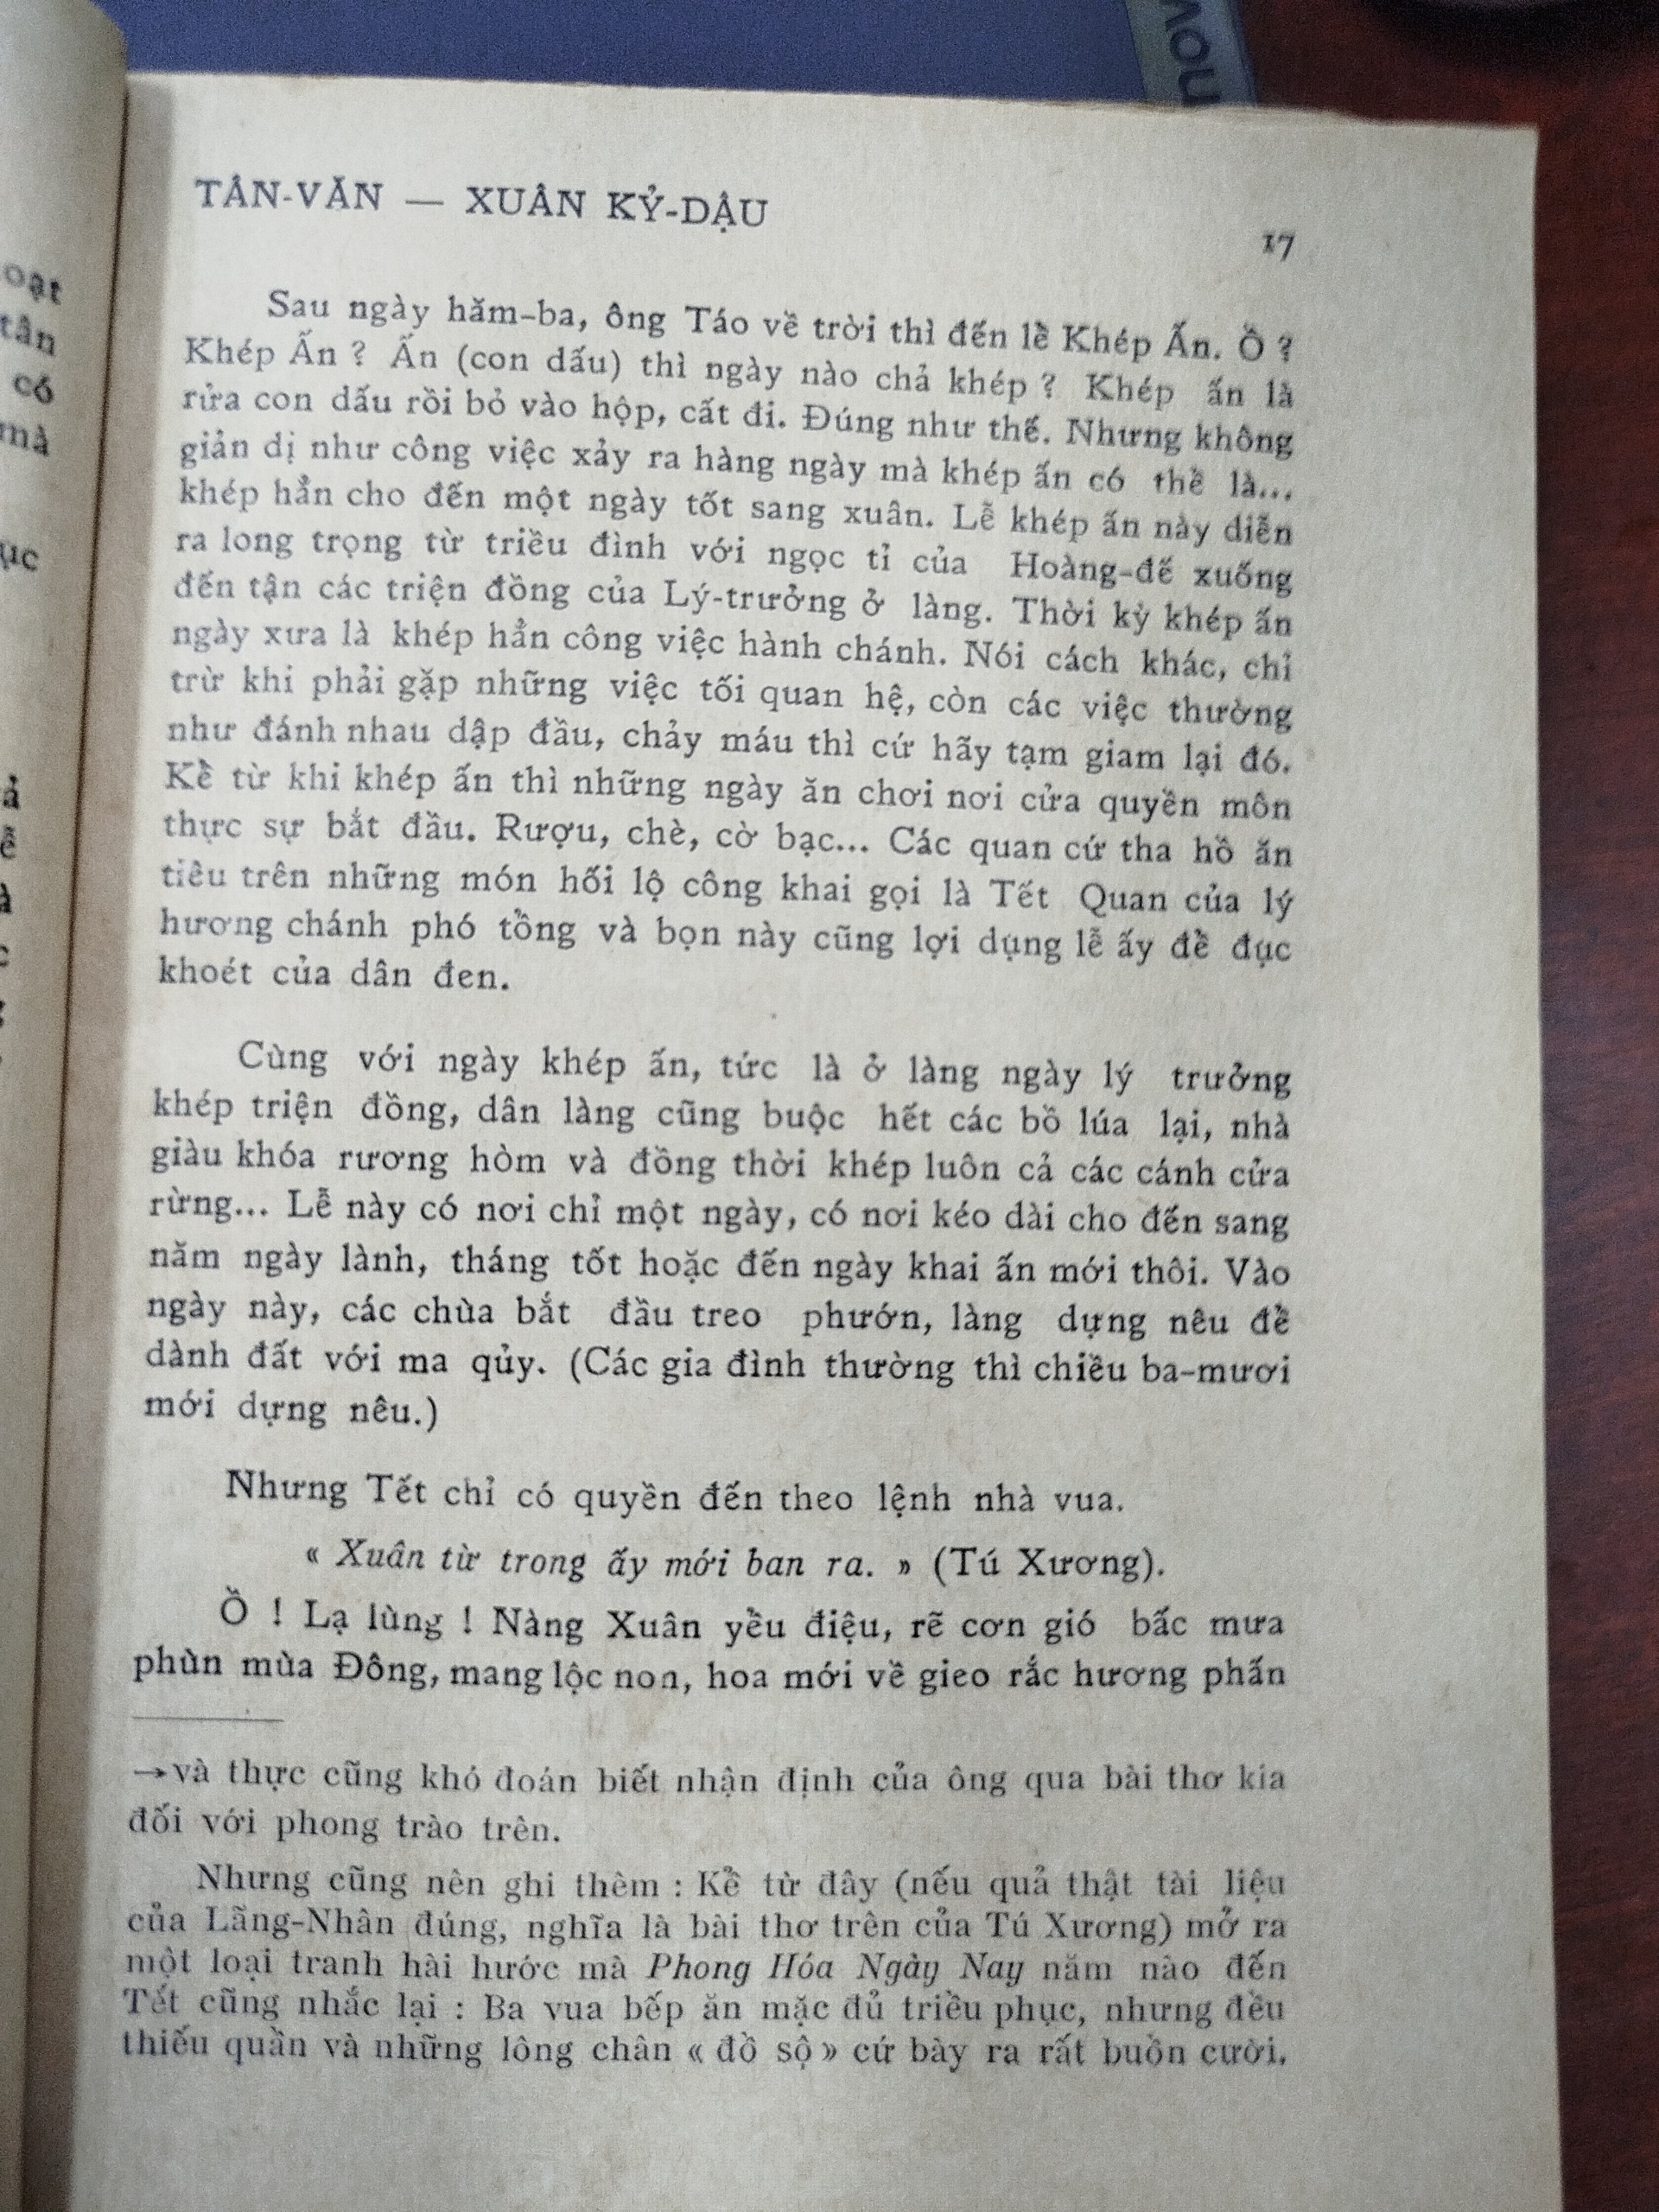 TÂN-VĂN — XUÂN KỶ-DẬU
17
Sau ngày hăm-ba, ông Táo về trời thì đến lễ Khép Ấn. Ồ ?
Khép Ấn ? Ấn (con dấu) thì ngày nào chả khép ? Khép ấn là
rửa con dấu rồi bỏ vào hộp, cất đi. Đúng như thế. Nhưng không
giản dị như công việc xảy ra hàng ngày mà khép ấn có thể là...
khép hẳn cho đến một ngày tốt sang xuân. Lễ khép ấn này diễn
ra long trọng từ triều đình với ngọc tỉ của Hoàng-đế xuống
đến tận các triện đồng của Lý-trưởng ở làng. Thời kỳ khép ấn
ngày xưa là khép hẳn công việc hành chánh. Nói cách khác, chỉ
trừ khi phải gặp những việc tối quan hệ, còn các việc thường
như đánh nhau dập đầu, chảy máu thì cứ hãy tạm giam lại đó.
Kể từ khi khép ấn thì những ngày ăn chơi nơi cửa quyền môn
thực sự bắt đầu. Rượu, chè, cờ bạc... Các quan cứ tha hồ ăn
tiêu trên những món hối lộ công khai gọi là Tết Quan của lý
hương chánh phó tổng và bọn này cũng lợi dụng lễ ấy để đục
khoét của dân đen.
Cùng với ngày khép ấn, tức là ở làng ngày lý trưởng
khép triện đồng, dân làng cũng buộc hết các bồ lúa lại, nhà
giàu khóa rương hòm và đồng thời khép luôn cả các cánh cửa
rừng... Lễ này có nơi chỉ một ngày, có nơi kéo dài cho đến sang
năm ngày lành, tháng tốt hoặc đến ngày khai ấn mới thôi. Vào
ngày này, các chùa bắt đầu treo phướn, làng dựng nêu để
dành đất với ma qủy. (Các gia đình thường thì chiều ba-mươi
mới dựng nêu.)
Nhưng Tết chỉ có quyền đến theo lệnh nhà vua.
« Xuân từ trong ấy mới ban ra. » (Tú Xương).
Ồ ! Lạ lùng ! Nàng Xuân yểu điệu, rẽ cơn gió bấc mưa
phùn mùa Đông, mang lộc non, hoa mới về gieo rắc hương phấn
→và thực cũng khó đoán biết nhận định của ông qua bài thơ kia
đối với phong trào trên.
Nhưng cũng nên ghi thêm : Kể từ đây (nếu quả thật tài liệu
của Lãng-Nhân đúng, nghĩa là bài thơ trên của Tú Xương) mở ra
một loại tranh hài hước mà Phong Hóa Ngày Nay năm nào đến
Tết cũng nhắc lại : Ba vua bếp ăn mặc đủ triều phục, nhưng đều
thiếu quần và những lông chân « đồ sộ » cứ bày ra rất buồn cười.
oạt
tân
có
mà
ục